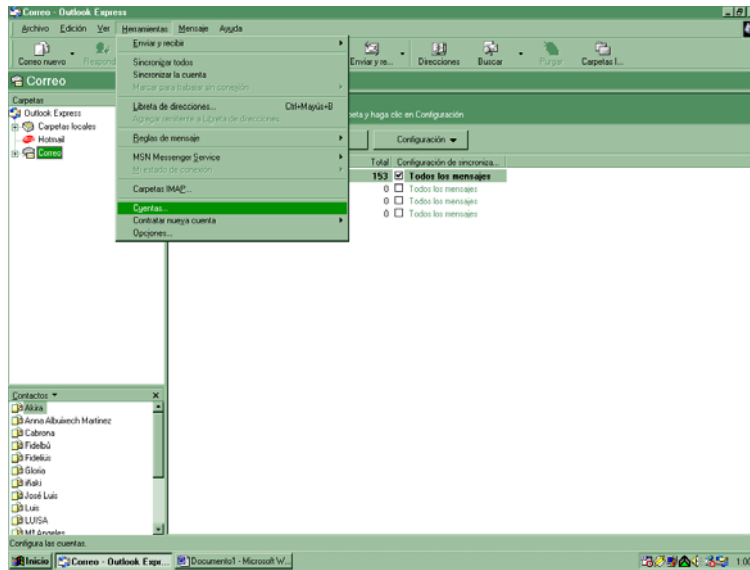 Correo - Outlook Express
Archivo Edición Ver Herramientas Mensaje Ayuda
Correo nuevo Respond Enviar y re... Direcciones Buscar Purgar Carpetas I...
Correo
Carpetas
Outlook Express
Carpetas locales
Hotmail
Correo
Enviar y recibir
Sincronizar todos
Sincronizar la cuenta
Marcar para trabajar sin conexión
Libreta de direcciones... Ctrl+Mayús+B
Agregar remitente a Libreta de direcciones
Reglas de mensaje
MSN Messenger Service
Mi estado de conexión
Carpetas IMAP...
Cuentas...
Contratar nueva cuenta
Opciones...
peta y haga clic en Configuración
Configuración
Total Configuración de sincroniza...
153 Todos los mensajes
0 Todos los mensajes
0 Todos los mensajes
0 Todos los mensajes
Contactos
Akira
Anna Albuixech Martínez
Cabrona
Fidelbú
Fidelius
Gloria
Iñaki
José Luis
Luis
LUISA
Mª Angeles
Configura las cuentas.
Inicio Correo - Outlook Expr... Documento1 - Microsoft W...